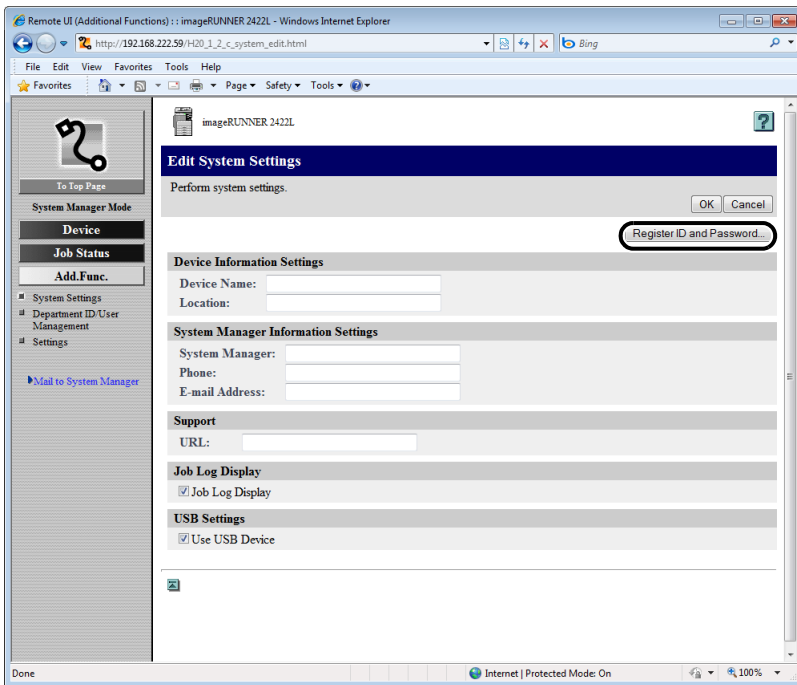 Remote UI (Additional Functions) : : imageRUNNER 2422L - Windows Internet Explorer
http://192.168.222.59/H20_1_2_c_system_edit.html
Bing
File Edit View Favorites Tools Help
Favorites
Page Safety Tools
imageRUNNER 2422L
To Top Page
System Manager Mode
Device
Job Status
Add.Func.
System Settings
Department ID/User
Management
Settings
Mail to System Manager
Edit System Settings
Perform system settings.
OK Cancel
Register ID and Password...
Device Information Settings
Device Name:
Location:
System Manager Information Settings
System Manager:
Phone:
E-mail Address:
Support
URL:
Job Log Display
Job Log Display
USB Settings
Use USB Device
Done
Internet | Protected Mode: On
100%